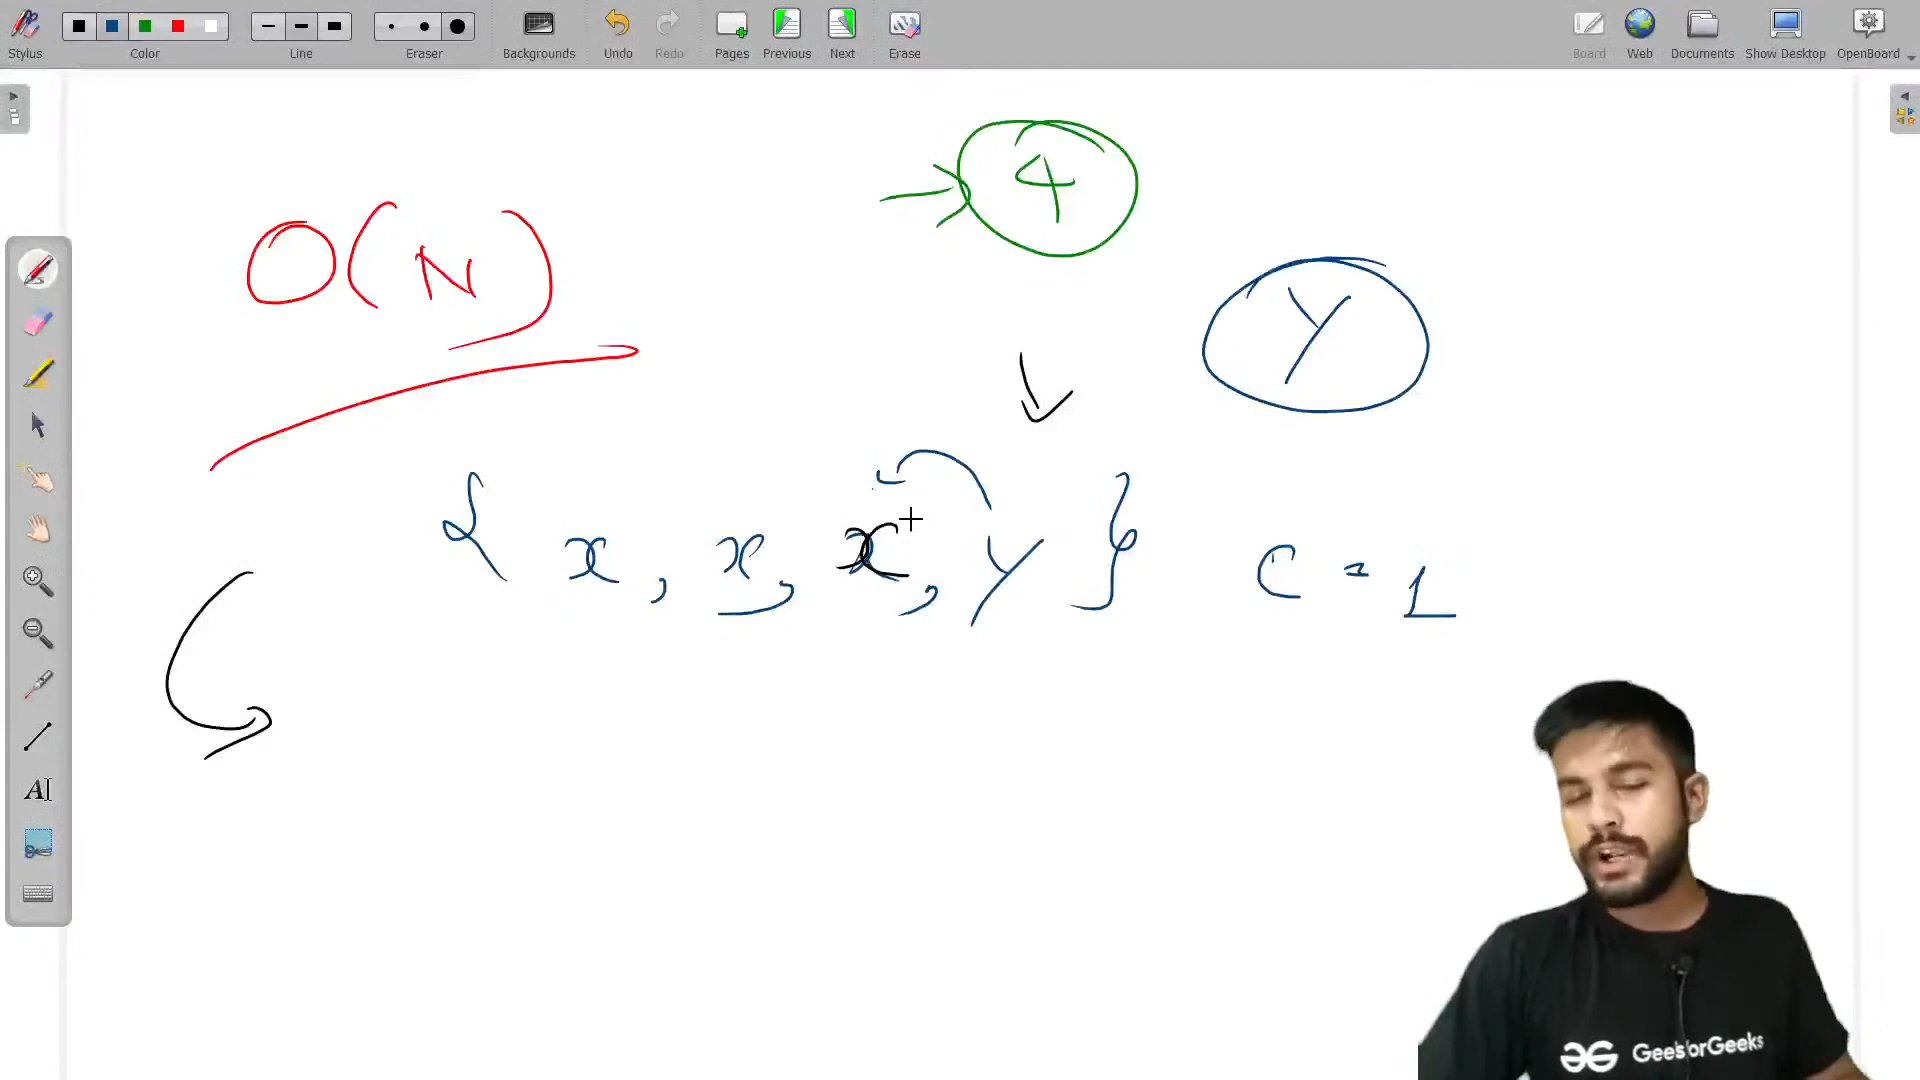 Stylus
Color
Line
Eraser
Backgrounds
Undo
Redo
Pages
Previous
Next
Erase
Board
Web
Documents
Show Desktop
OpenBoard
4
O(N)
Y
{ x, x, x, y } C = 1
GeeksforGeeks